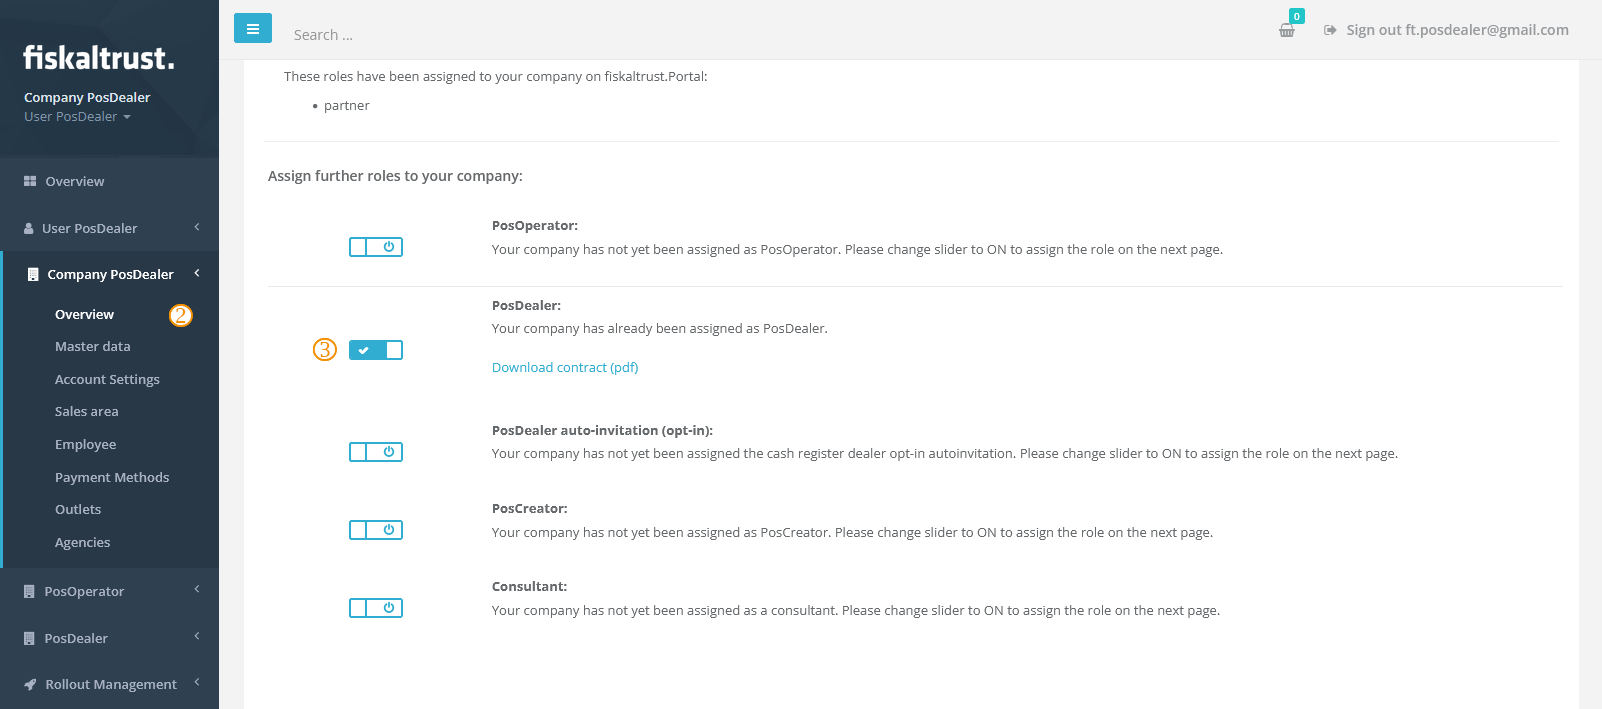 fiskaltrust.
Company PosDealer
User PosDealer
Overview
User PosDealer
Company PosDealer
Overview
2
Master data
Account Settings
Sales area
Employee
Payment Methods
Outlets
Agencies
PosOperator
PosDealer
Rollout Management
Search ...
0
Sign out ft.posdealer@gmail.com
These roles have been assigned to your company on fiskaltrust.Portal:
• partner
Assign further roles to your company:
PosOperator:
Your company has not yet been assigned as PosOperator. Please change slider to ON to assign the role on the next page.
3
PosDealer:
Your company has already been assigned as PosDealer.
Download contract (pdf)
PosDealer auto-invitation (opt-in):
Your company has not yet been assigned the cash register dealer opt-in autoinvitation. Please change slider to ON to assign the role on the next page.
PosCreator:
Your company has not yet been assigned as PosCreator. Please change slider to ON to assign the role on the next page.
Consultant:
Your company has not yet been assigned as a consultant. Please change slider to ON to assign the role on the next page.